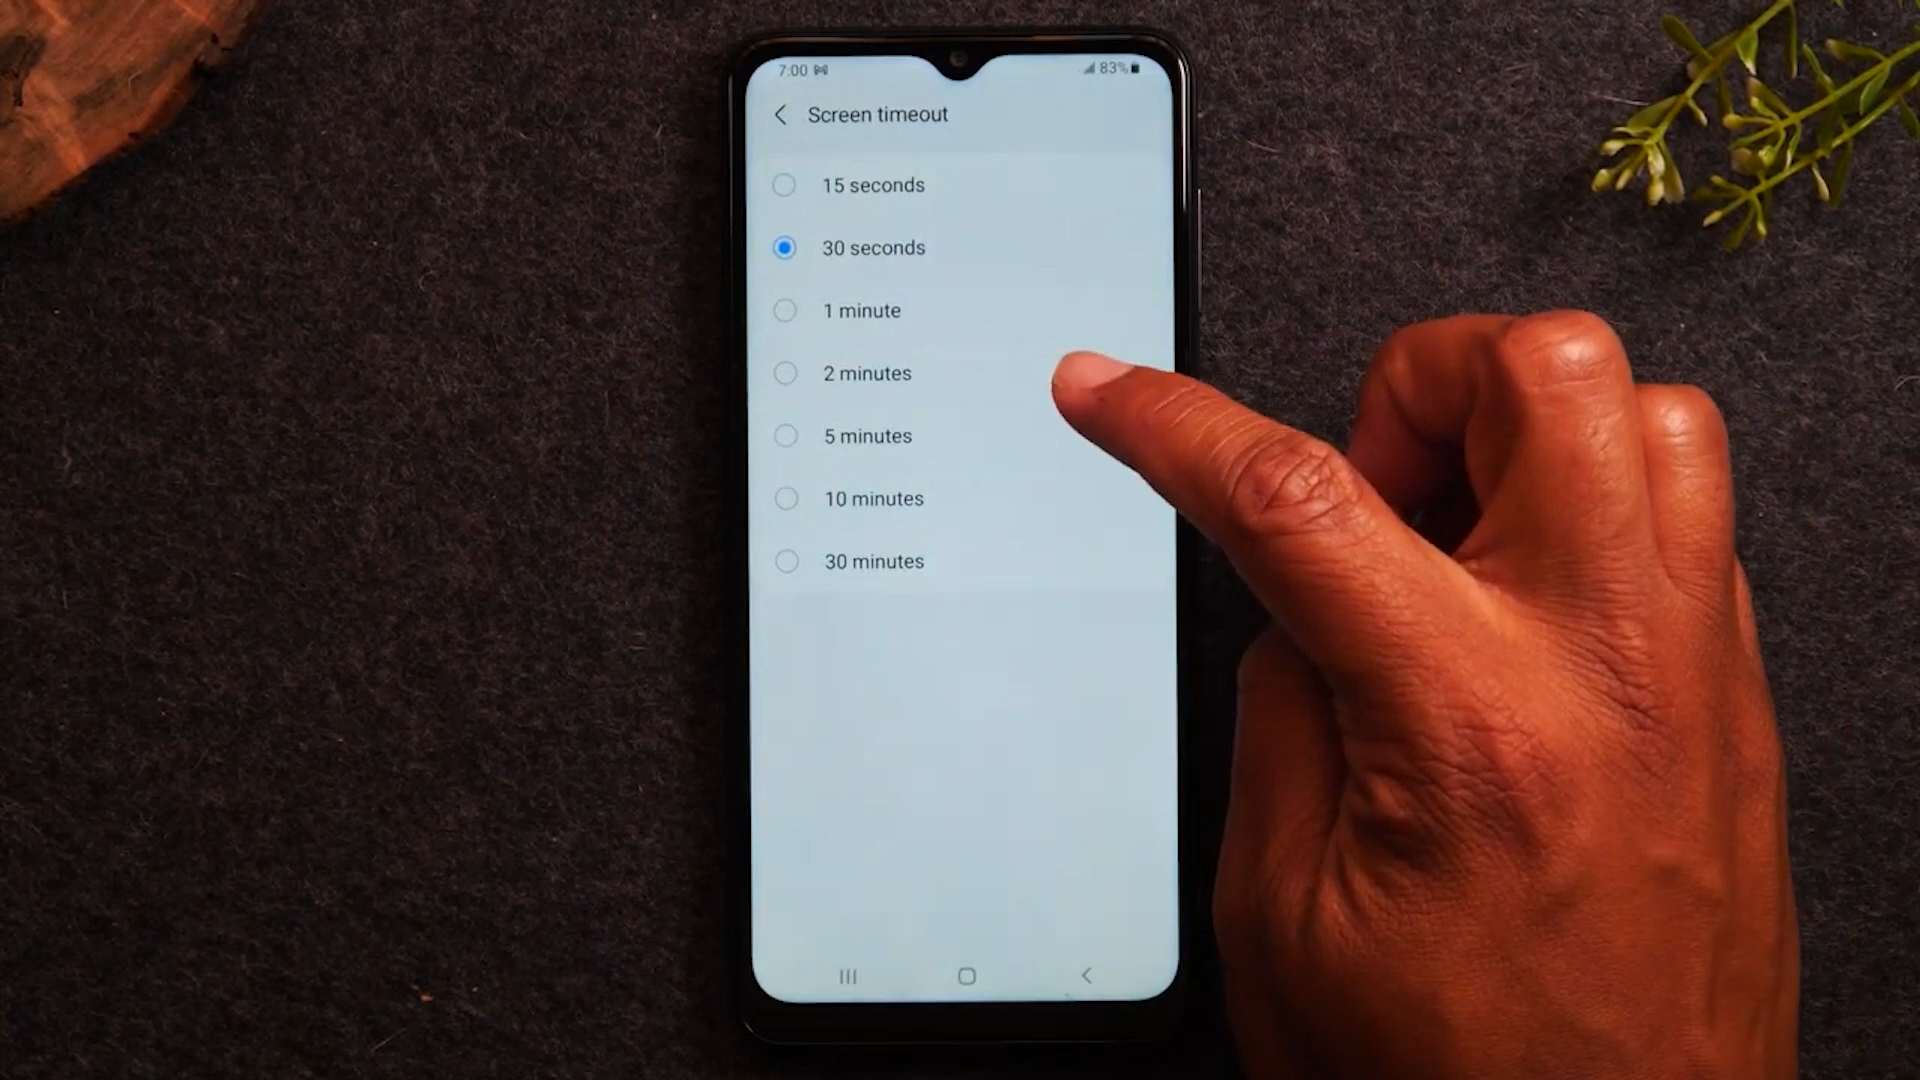 7:00 83%
Screen timeout
15 seconds
30 seconds
1 minute
2 minutes
5 minutes
10 minutes
30 minutes